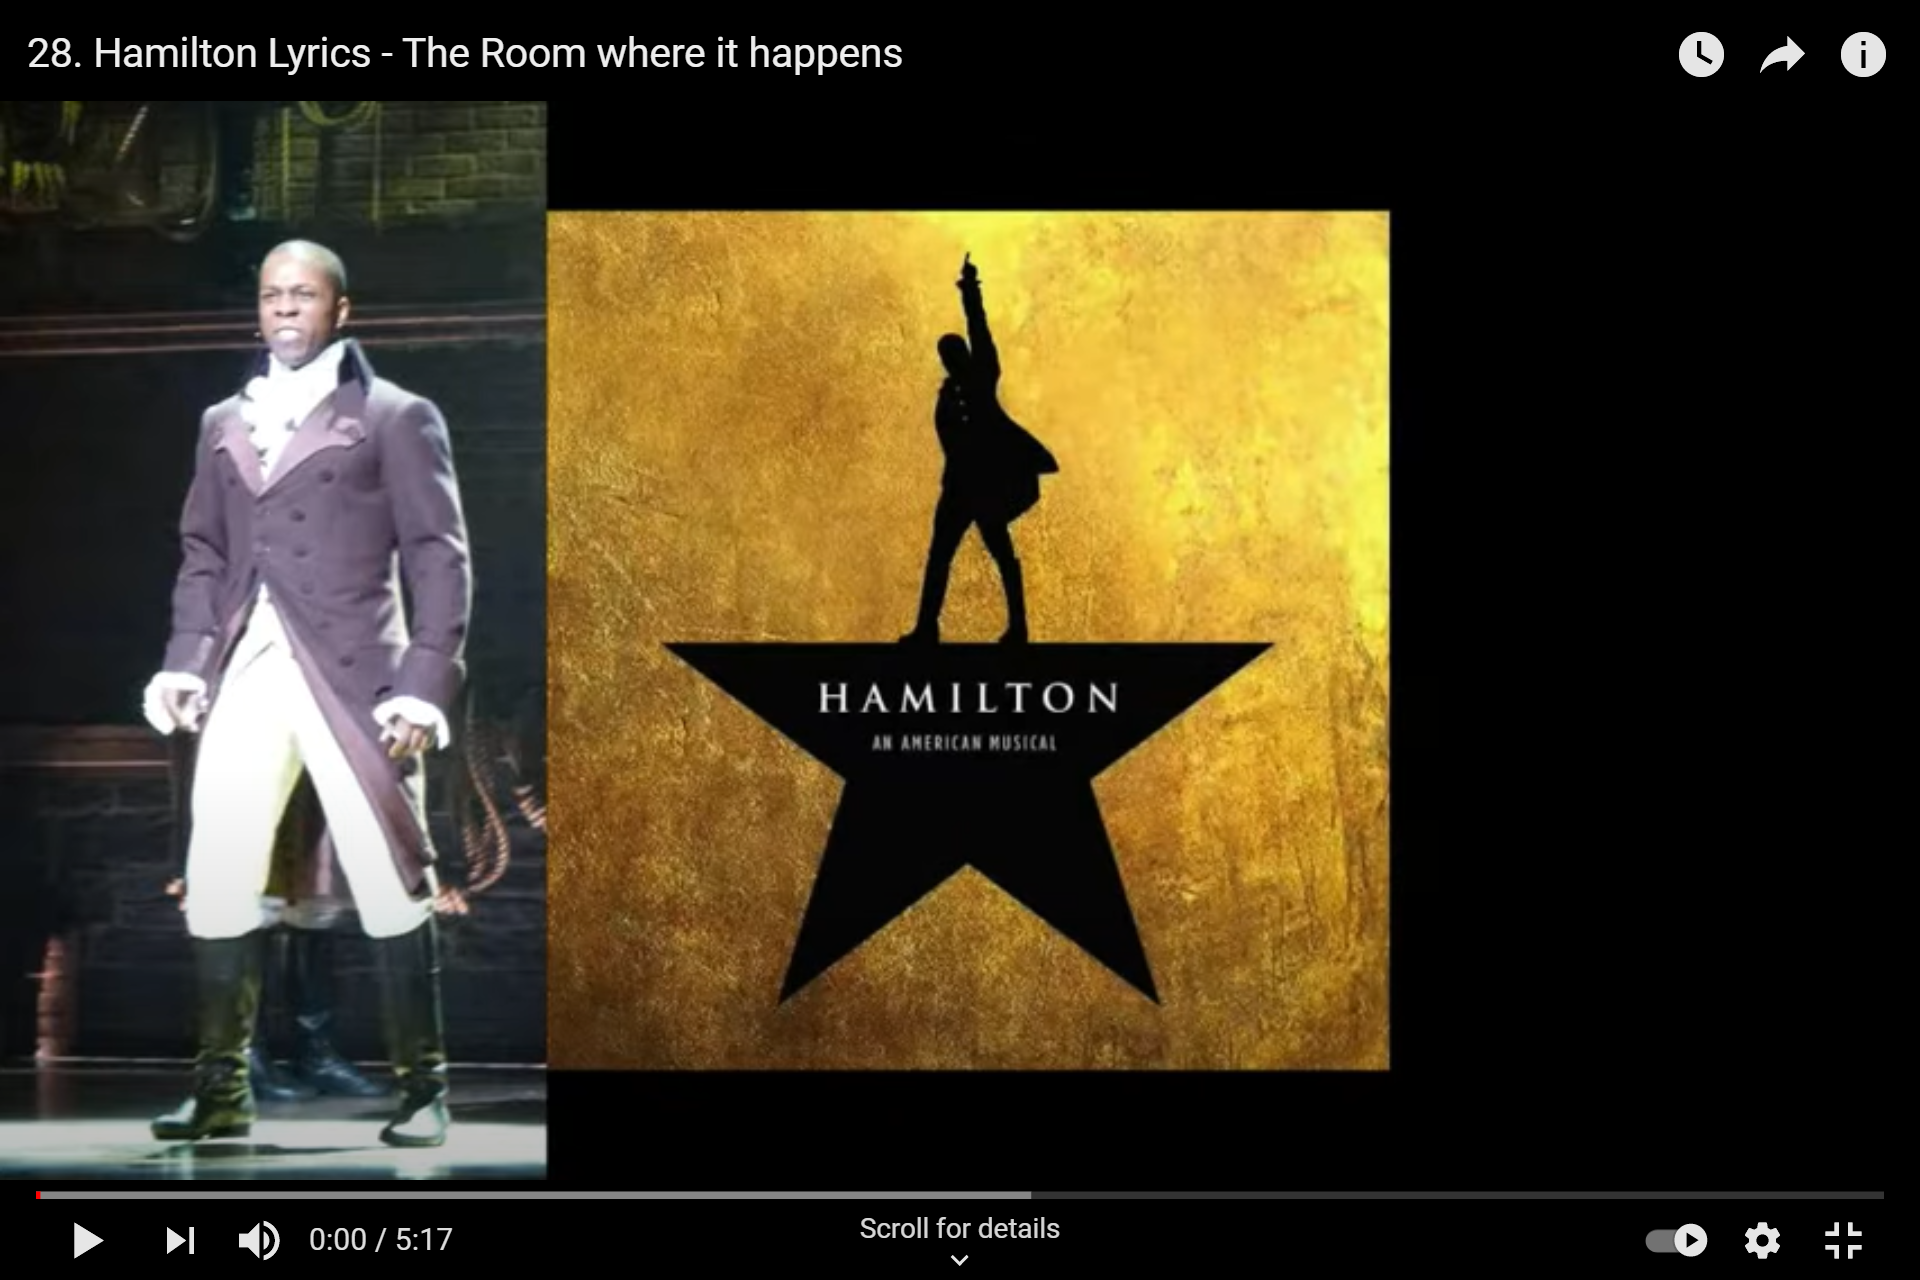 28. Hamilton Lyrics - The Room where it happens
HAMILTON
AN AMERICAN MUSICAL
0:00 / 5:17
Scroll for details